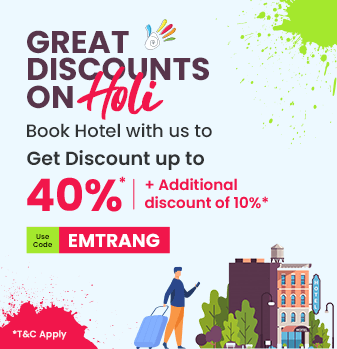 GREAT
DISCOUNTS
ON Holi
Book Hotel with us to
Get Discount up to
40%* + Additional
discount of 10%*
Use
Code EMTRANG
HOTEL
*T&C Apply